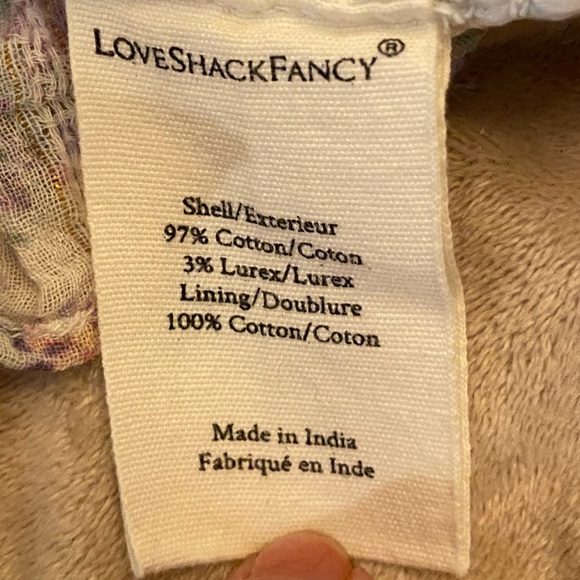 LoveShackFancy®
Shell/Exterieur
97% Cotton/Coton
3% Lurex/Lurex
Lining/Doublure
100% Cotton/Coton
Made in India
Fabriqué en Inde